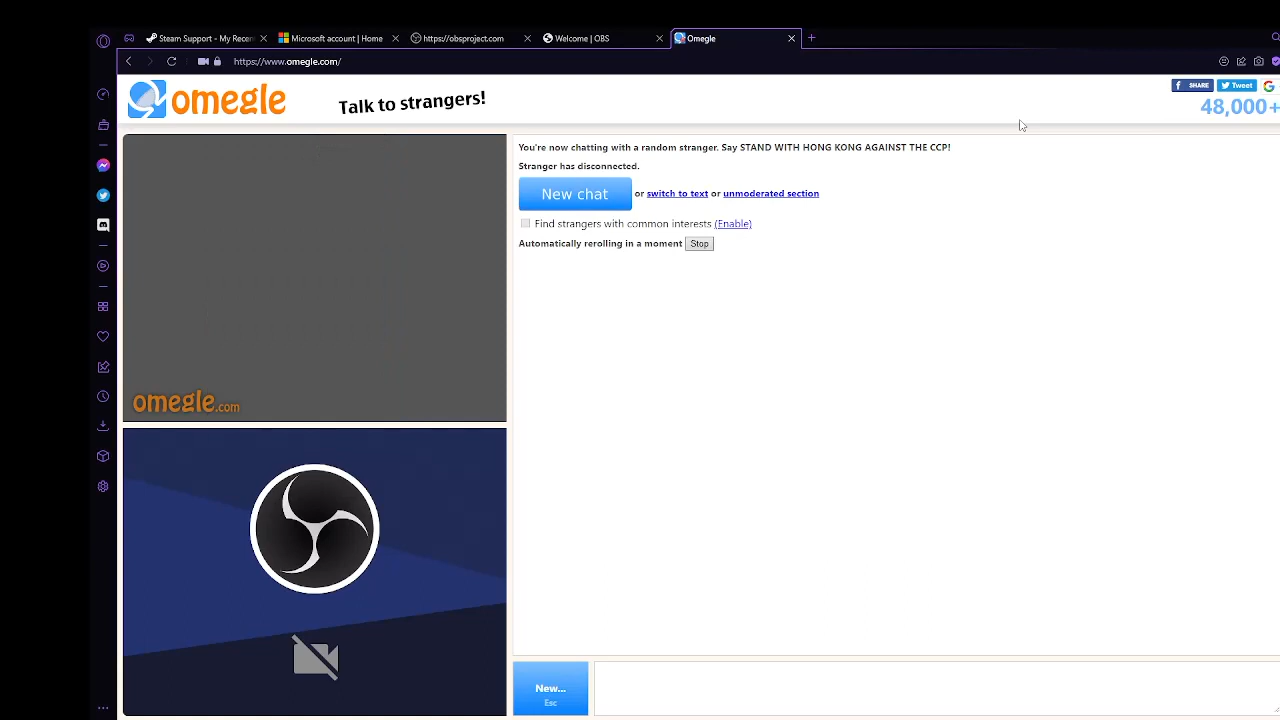 Steam Support - My Recen
Microsoft account | Home
https://obsproject.com
Welcome | OBS
Omegle
https://www.omegle.com/
omegle
Talk to strangers!
SHARE
Tweet
G
48,000+
You're now chatting with a random stranger. Say STAND WITH HONG KONG AGAINST THE CCP!
Stranger has disconnected.
New chat or switch to text or unmoderated section
Find strangers with common interests (Enable)
Automatically rerolling in a moment Stop
omegle.com
New...
Esc